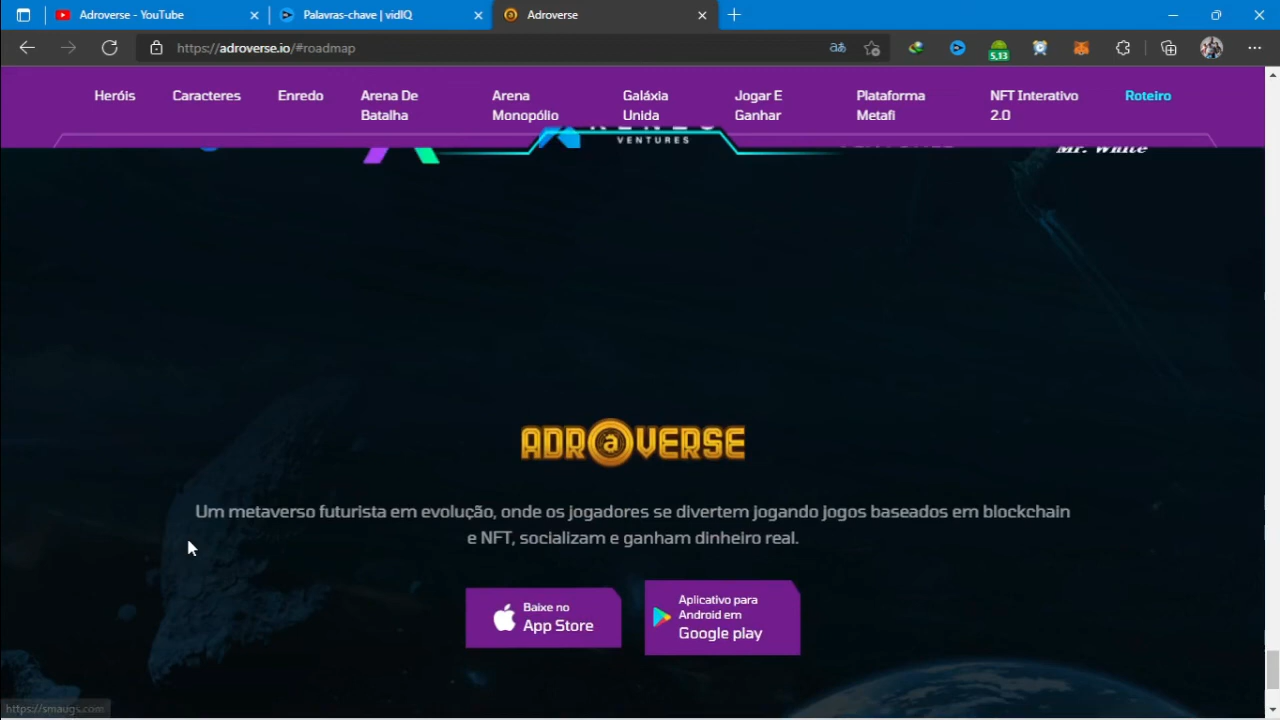 Adroverse - YouTube
Palavras-chave | vidIQ
Adroverse
https://adroverse.io/#roadmap
5,13
Heróis
Caracteres
Enredo
Arena De
Batalha
Arena
Monopólio
Galáxia
Unida
Jogar E
Ganhar
Plataforma
Metafi
NFT Interativo
2.0
Roteiro
VENTURES
Mr. White
ADROVERSE
Um metaverso futurista em evolução, onde os jogadores se divertem jogando jogos baseados em blockchain
e NFT, socializam e ganham dinheiro real.
Baixe no
App Store
Aplicativo para
Android em
Google play
https://smaugs.com